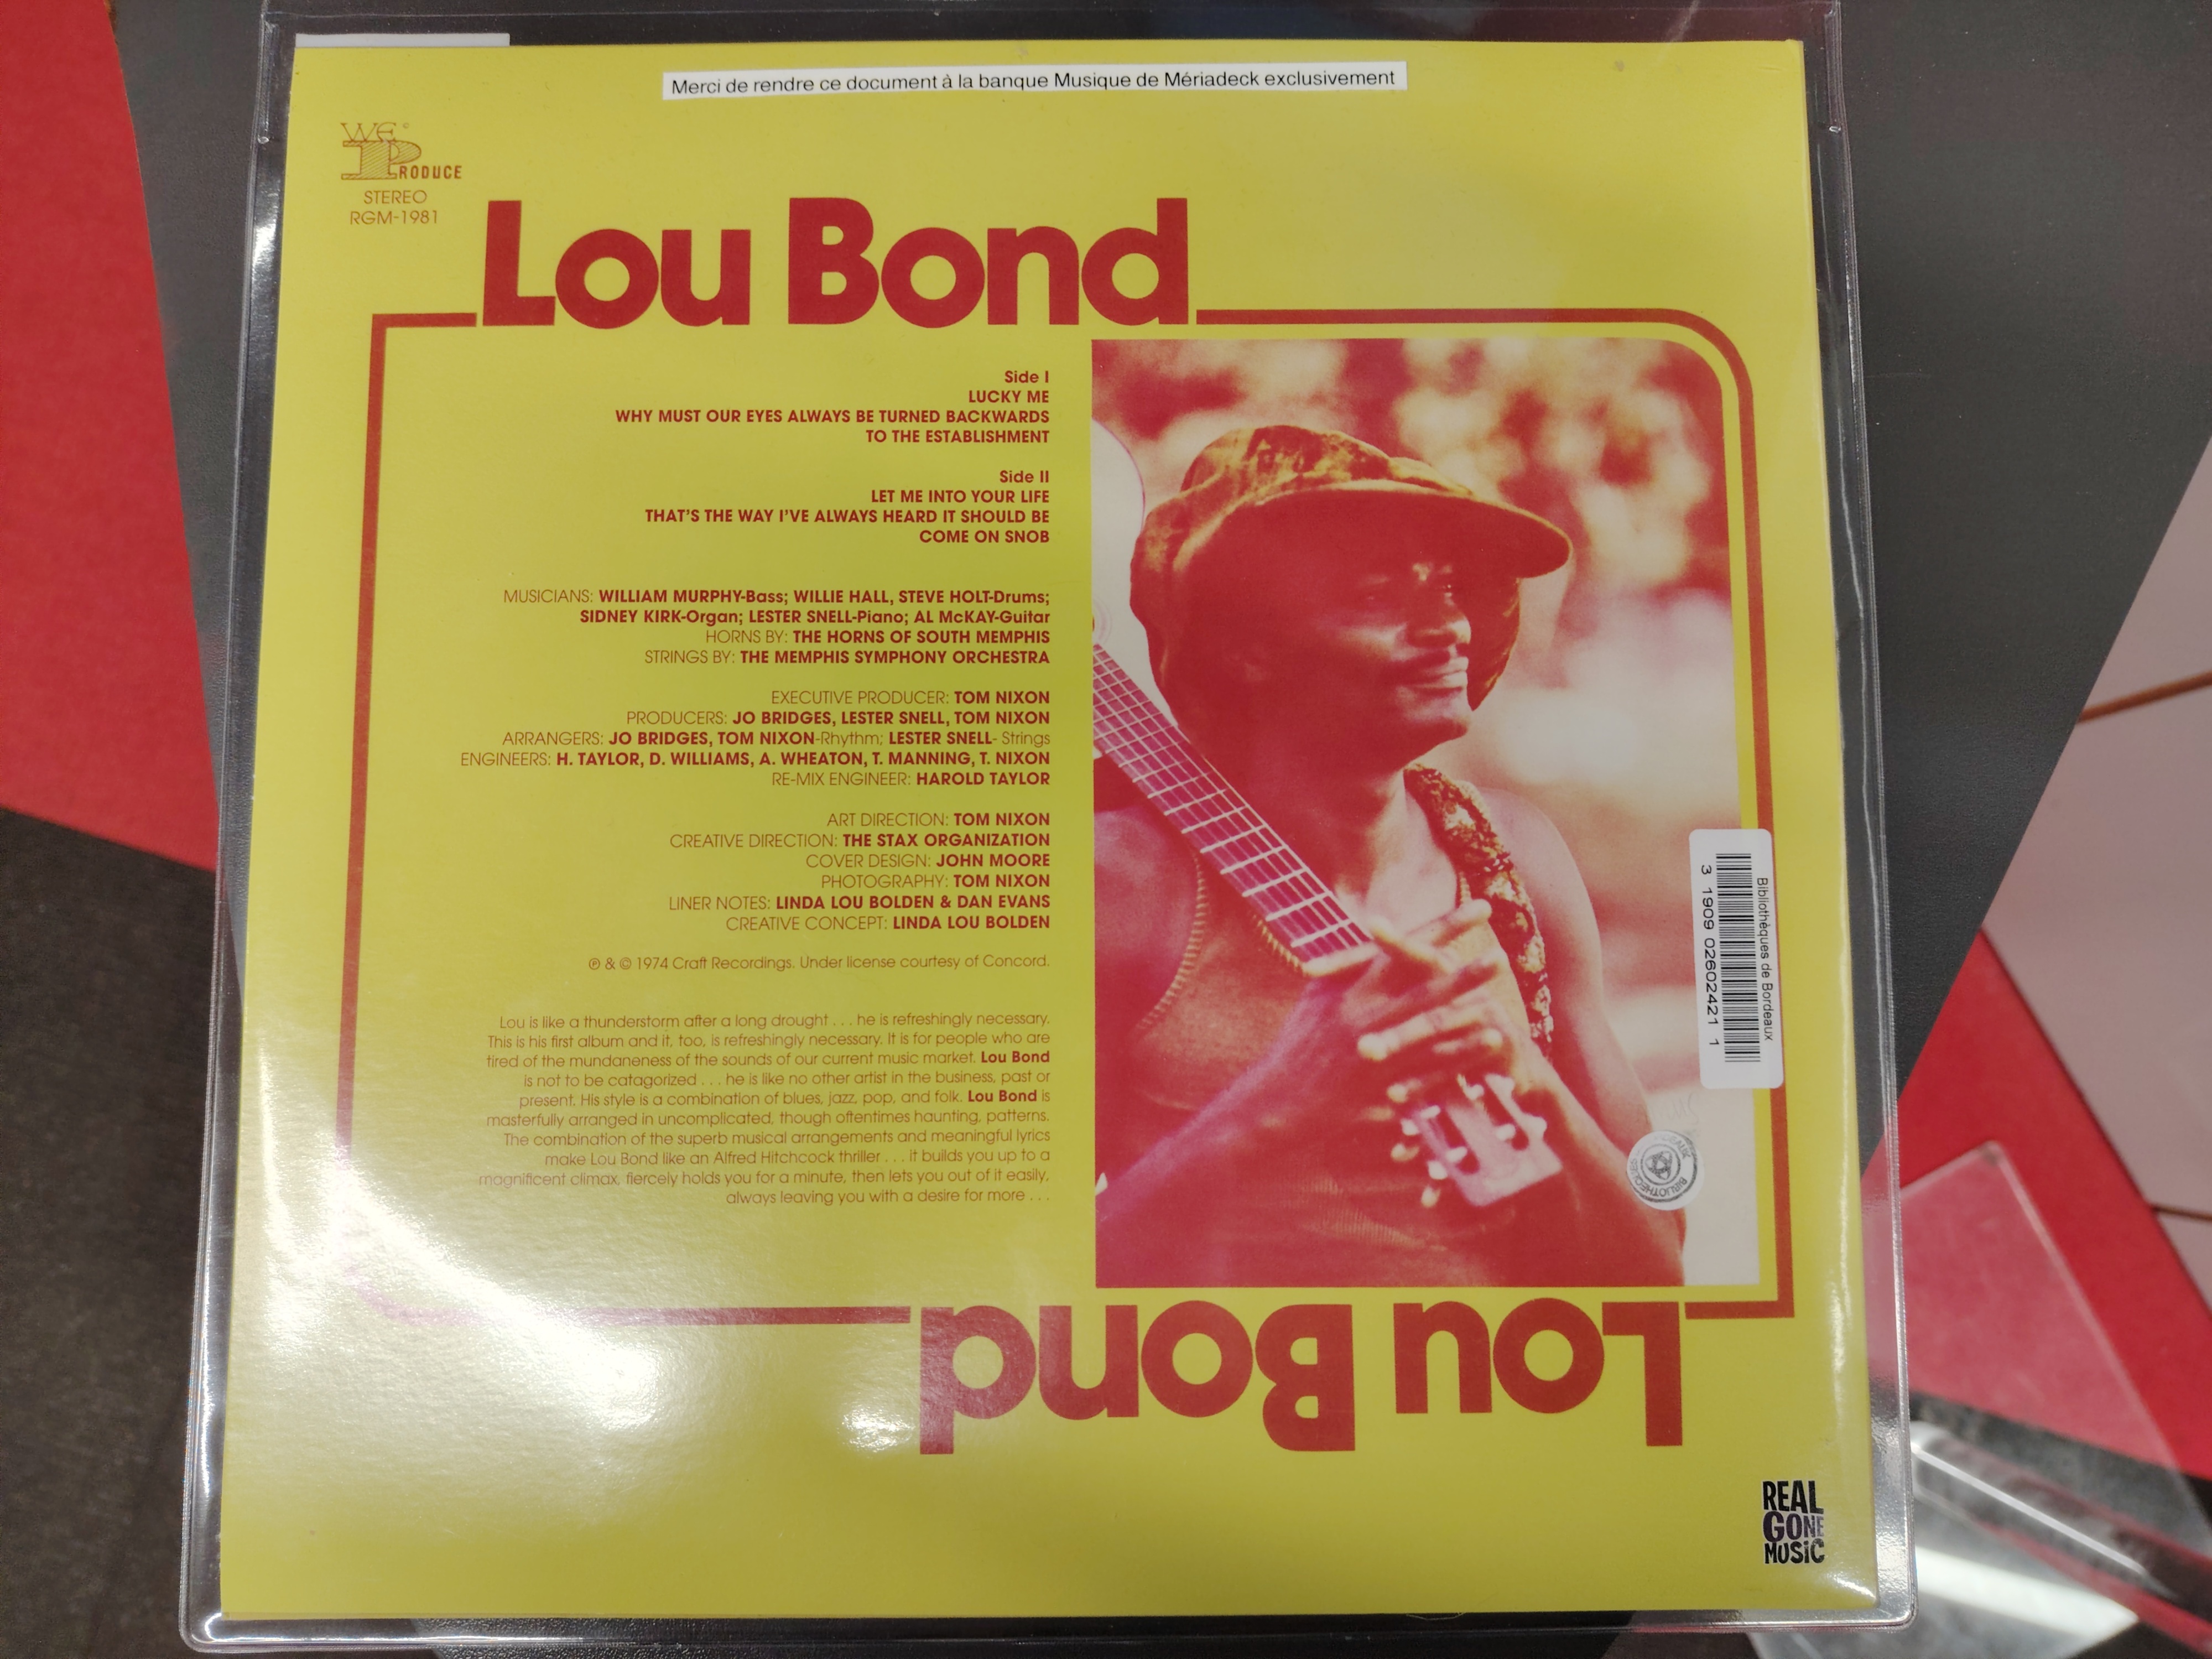 Merci de rendre ce document à la banque Musique de Mériadeck exclusivement
WE
PRODUCE
STEREO
RGM-1981
Lou Bond
Side I
LUCKY ME
WHY MUST OUR EYES ALWAYS BE TURNED BACKWARDS
TO THE ESTABLISHMENT
Side II
LET ME INTO YOUR LIFE
THAT'S THE WAY I'VE ALWAYS HEARD IT SHOULD BE
COME ON SNOB
MUSICIANS: WILLIAM MURPHY-Bass; WILLIE HALL, STEVE HOLT-Drums;
SIDNEY KIRK-Organ; LESTER SNELL-Piano; AL McKAY-Guitar
HORNS BY: THE HORNS OF SOUTH MEMPHIS
STRINGS BY: THE MEMPHIS SYMPHONY ORCHESTRA
EXECUTIVE PRODUCER: TOM NIXON
PRODUCERS: JO BRIDGES, LESTER SNELL, TOM NIXON
ARRANGERS: JO BRIDGES, TOM NIXON-Rhythm; LESTER SNELL- Strings
ENGINEERS: H. TAYLOR, D. WILLIAMS, A. WHEATON, T. MANNING, T. NIXON
RE-MIX ENGINEER: HAROLD TAYLOR
ART DIRECTION: TOM NIXON
CREATIVE DIRECTION: THE STAX ORGANIZATION
COVER DESIGN: JOHN MOORE
PHOTOGRAPHY: TOM NIXON
LINER NOTES: LINDA LOU BOLDEN & DAN EVANS
CREATIVE CONCEPT: LINDA LOU BOLDEN
℗ & © 1974 Craft Recordings. Under license courtesy of Concord.
Lou is like a thunderstorm after a long drought . . . he is refreshingly necessary.
This is his first album and it, too, is refreshingly necessary. It is for people who are
tired of the mundaneness of the sounds of our current music market. Lou Bond
is not to be catagorized . . . he is like no other artist in the business, past or
present. His style is a combination of blues, jazz, pop, and folk. Lou Bond is
masterfully arranged in uncomplicated, though oftentimes haunting, patterns.
The combination of the superb musical arrangements and meaningful lyrics
make Lou Bond like an Alfred Hitchcock thriller . . . it builds you up to a
magnificent climax, fiercely holds you for a minute, then lets you out of it easily,
always leaving you with a desire for more . . .
Bibliothèques de Bordeaux
3 1909 02602421 1
Lou Bond
REAL
GONE
MUSIC